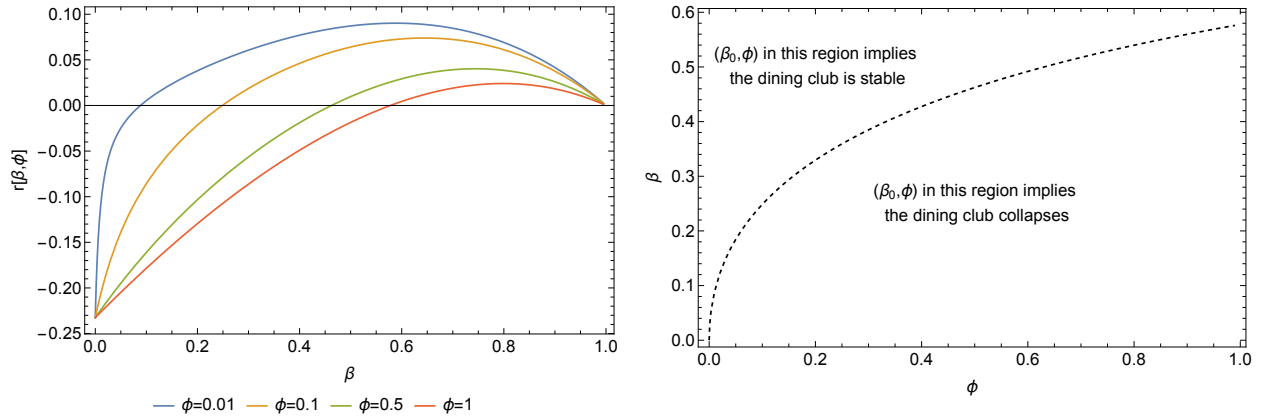 0.10
0.05
0.00
-0.05
-0.10
-0.15
-0.20
-0.25
r[β,ϕ]
0.0 0.2 0.4 0.6 0.8 1.0
β
ϕ=0.01 ϕ=0.1 ϕ=0.5 ϕ=1
0.6
0.5
0.4
0.3
0.2
0.1
0.0
β
(β₀,ϕ) in this region implies
the dining club is stable
(β₀,ϕ) in this region implies
the dining club collapses
0.0 0.2 0.4 0.6 0.8 1.0
ϕ